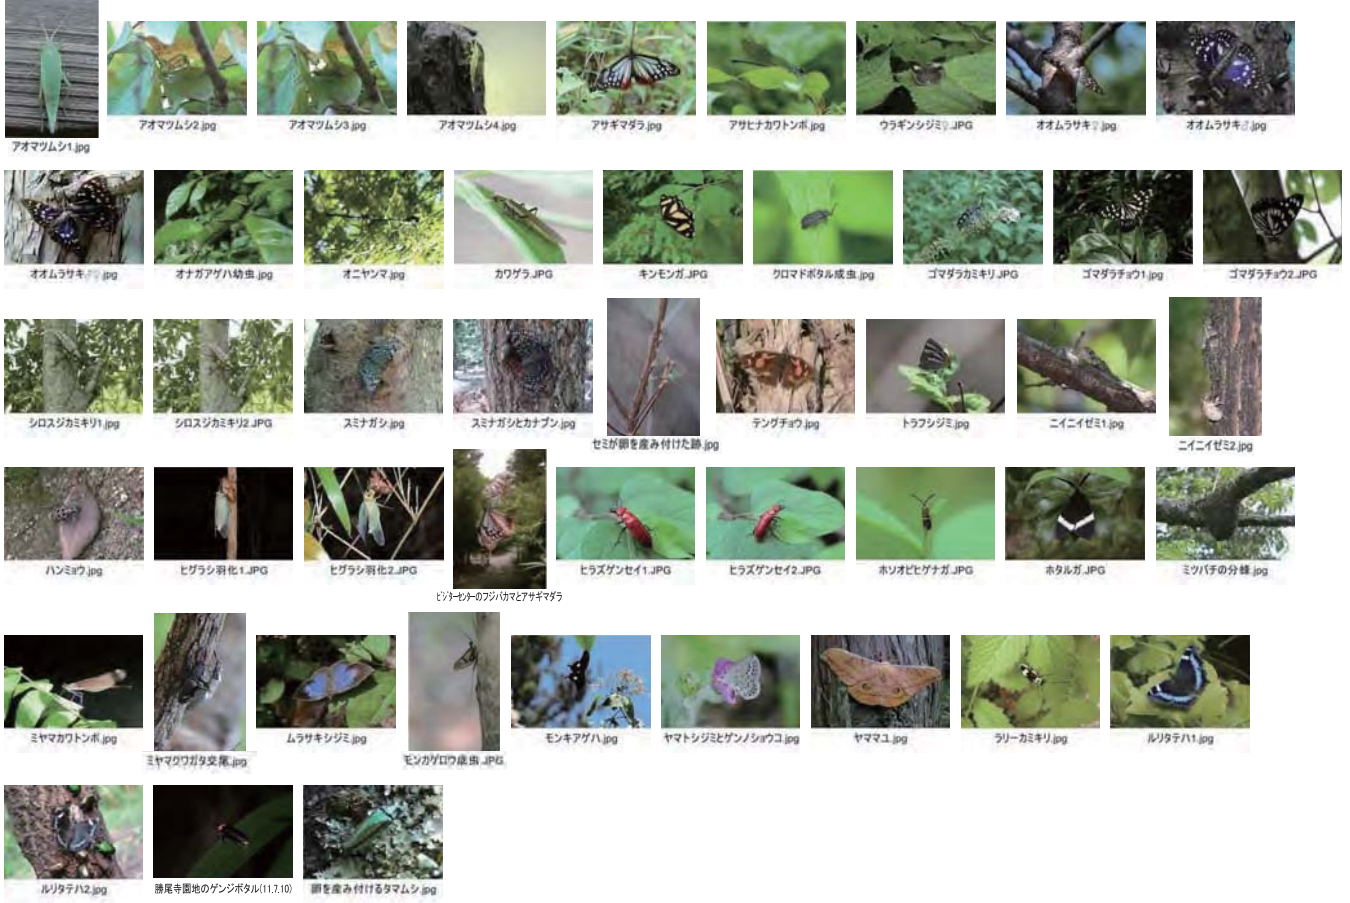 アオマツムシ1.jpg
アオマツムシ2.jpg
アオマツムシ3.jpg
アオマツムシ4.jpg
アサギマダラ.jpg
アサヒナカワトンボ.jpg
ウラギンシジミ♀.JPG
オオムラサキ♀.jpg
オオムラサキ♂.jpg
オオムラサキ♂♀.jpg
オナガアゲハ幼虫.jpg
オニヤンマ.jpg
カワゲラ.JPG
キンモンガ.JPG
クロマドボタル成虫.jpg
ゴマダラカミキリ.JPG
ゴマダラチョウ1.jpg
ゴマダラチョウ2.JPG
シロスジカミキリ1.jpg
シロスジカミキリ2.JPG
スミナガシ.jpg
スミナガシとカナブン.jpg
セミが卵を産み付けた跡.jpg
テングチョウ.jpg
トラフシジミ.jpg
ニイニイゼミ1.jpg
ニイニイゼミ2.jpg
ハンミョウ.jpg
ヒグラシ羽化1.JPG
ヒグラシ羽化2.JPG
ビジターセンターのフジバカマとアサギマダラ
ヒラズゲンセイ1.JPG
ヒラズゲンセイ2.JPG
ホソオビヒゲナガ.JPG
ホタルガ.JPG
ミツバチの分蜂.jpg
ミヤマカワトンボ.jpg
ミヤマクワガタ交尾.jpg
ムラサキシジミ.jpg
モンカゲロウ成虫.JPG
モンキアゲハ.jpg
ヤマトシジミとゲンノショウコ.jpg
ヤママユ.jpg
ラリーカミキリ.jpg
ルリタテハ1.jpg
ルリタテハ2.jpg
勝尾寺園地のゲンジボタル(11.7.10)
卵を産み付けるタマムシ.jpg